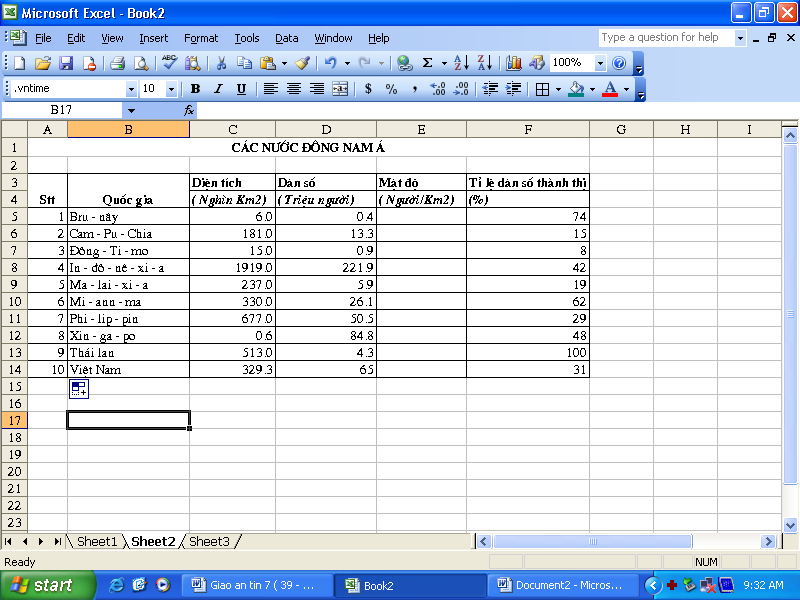 Microsoft Excel - Book2
File Edit View Insert Format Tools Data Window Help Type a question for help
100%
.vntime 10 B I U $ % ,
B17 fx
A B C D E F G H I
1 CÁC NƯỚC ĐÔNG NAM Á
2
3 Diện tích Dân số Mật độ Tỉ lệ dân số thành thị
4 Stt Quốc gia ( Nghìn Km2) ( Triệu người) ( Người/Km2) (%)
5 1 Bru - nây 6.0 0.4 74
6 2 Cam - Pu - Chia 181.0 13.3 15
7 3 Đông - Ti - mo 15.0 0.9 8
8 4 In - đô - nê - xi - a 1919.0 221.9 42
9 5 Ma - lai - xi - a 237.0 5.9 19
10 6 Mi - ann - ma 330.0 26.1 62
11 7 Phi - lip - pin 677.0 50.5 29
12 8 Xin - ga - po 0.6 84.8 48
13 9 Thái lan 513.0 4.3 100
14 10 Việt Nam 329.3 65 31
15
16
17
18
19
20
21
22
23
Sheet1 Sheet2 Sheet3
Ready NUM
start Giao an tin 7 ( 39 - ... Book2 Document2 - Micros... 9:32 AM